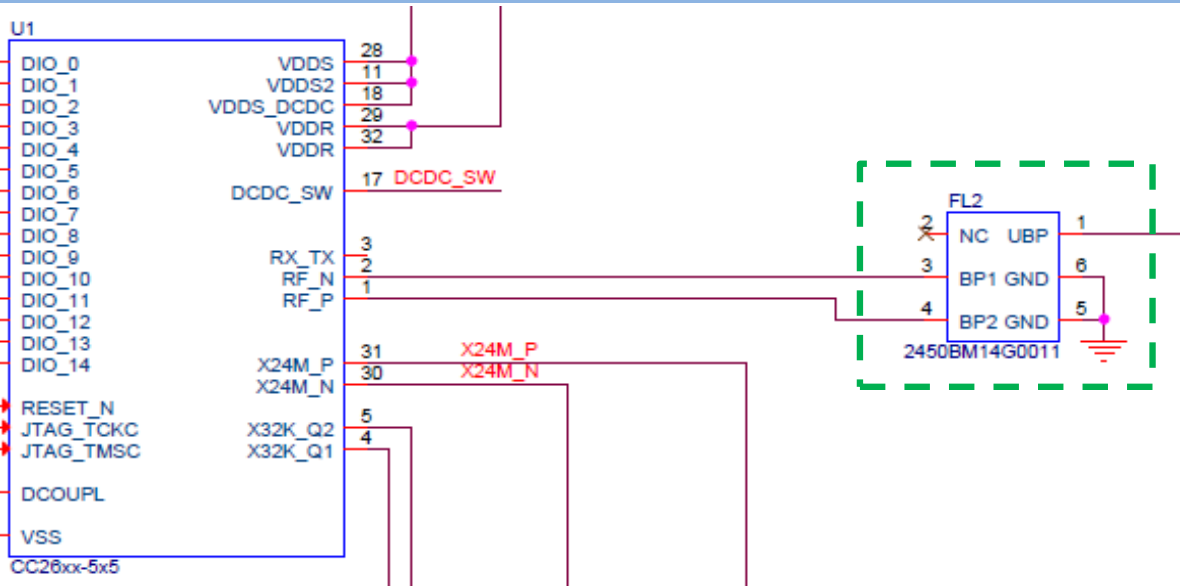 U1
DIO_0
DIO_1
DIO_2
DIO_3
DIO_4
DIO_5
DIO_6
DIO_7
DIO_8
DIO_9
DIO_10
DIO_11
DIO_12
DIO_13
DIO_14
RESET_N
JTAG_TCKC
JTAG_TMSC
DCOUPL
VSS
VDDS 28
VDDS2 11
VDDS_DCDC 18
VDDR 29
VDDR 32
DCDC_SW 17 DCDC_SW
RX_TX 3
RF_N 2
RF_P 1
X24M_P 31 X24M_P
X24M_N 30 X24M_N
X32K_Q2 5
X32K_Q1 4
CC26xx-5x5
FL2
2 NC UBP 1
3 BP1 GND 6
4 BP2 GND 5
2450BM14G0011